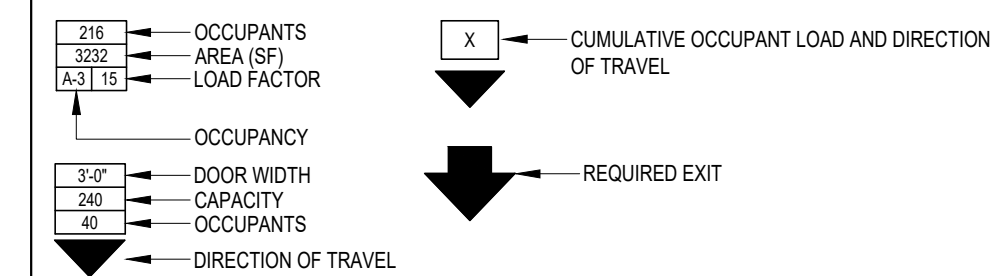 216 OCCUPANTS
3232 AREA (SF)
A-3 15 LOAD FACTOR
OCCUPANCY
3'-0" DOOR WIDTH
240 CAPACITY
40 OCCUPANTS
DIRECTION OF TRAVEL
X CUMULATIVE OCCUPANT LOAD AND DIRECTION
OF TRAVEL
REQUIRED EXIT